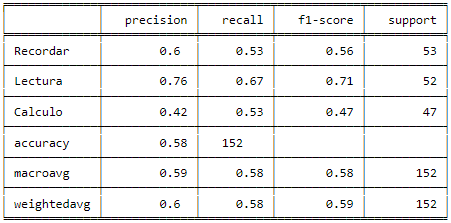 precision recall f1-score support
Recordar 0.6 0.53 0.56 53
Lectura 0.76 0.67 0.71 52
Calculo 0.42 0.53 0.47 47
accuracy 0.58 152
macroavg 0.59 0.58 0.58 152
weightedavg 0.6 0.58 0.59 152